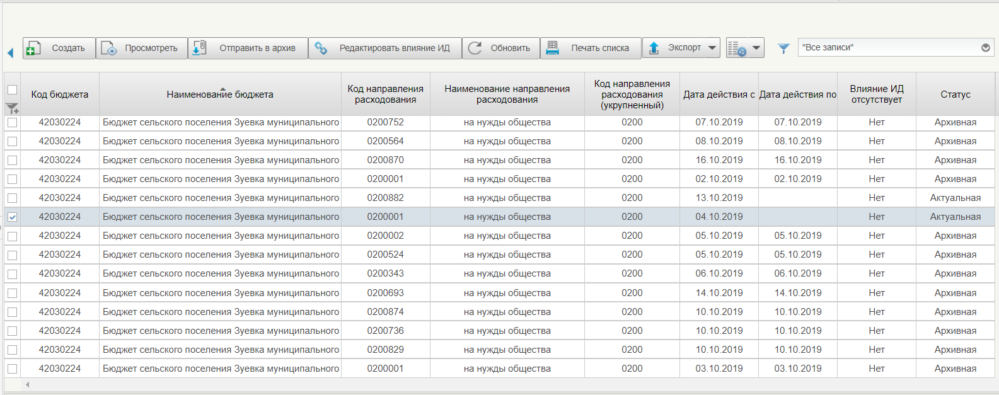 Создать Просмотреть Отправить в архив Редактировать влияние ИД Обновить Печать списка Экспорт "Все записи"
Код бюджета Наименование бюджета Код направления расходования Наименование направления расходования Код направления расходования (укрупненный) Дата действия с Дата действия по Влияние ИД отсутствует Статус
42030224 Бюджет сельского поселения Зуевка муниципального 0200752 на нужды общества 0200 07.10.2019 07.10.2019 Нет Архивная
42030224 Бюджет сельского поселения Зуевка муниципального 0200564 на нужды общества 0200 08.10.2019 08.10.2019 Нет Архивная
42030224 Бюджет сельского поселения Зуевка муниципального 0200870 на нужды общества 0200 16.10.2019 16.10.2019 Нет Архивная
42030224 Бюджет сельского поселения Зуевка муниципального 0200001 на нужды общества 0200 02.10.2019 02.10.2019 Нет Архивная
42030224 Бюджет сельского поселения Зуевка муниципального 0200882 на нужды общества 0200 13.10.2019 Нет Актуальная
42030224 Бюджет сельского поселения Зуевка муниципального 0200001 на нужды общества 0200 04.10.2019 Нет Актуальная
42030224 Бюджет сельского поселения Зуевка муниципального 0200002 на нужды общества 0200 05.10.2019 05.10.2019 Нет Архивная
42030224 Бюджет сельского поселения Зуевка муниципального 0200524 на нужды общества 0200 05.10.2019 05.10.2019 Нет Архивная
42030224 Бюджет сельского поселения Зуевка муниципального 0200343 на нужды общества 0200 06.10.2019 06.10.2019 Нет Архивная
42030224 Бюджет сельского поселения Зуевка муниципального 0200693 на нужды общества 0200 14.10.2019 14.10.2019 Нет Архивная
42030224 Бюджет сельского поселения Зуевка муниципального 0200874 на нужды общества 0200 10.10.2019 10.10.2019 Нет Архивная
42030224 Бюджет сельского поселения Зуевка муниципального 0200736 на нужды общества 0200 10.10.2019 10.10.2019 Нет Архивная
42030224 Бюджет сельского поселения Зуевка муниципального 0200829 на нужды общества 0200 10.10.2019 10.10.2019 Нет Архивная
42030224 Бюджет сельского поселения Зуевка муниципального 0200001 на нужды общества 0200 03.10.2019 03.10.2019 Нет Архивная